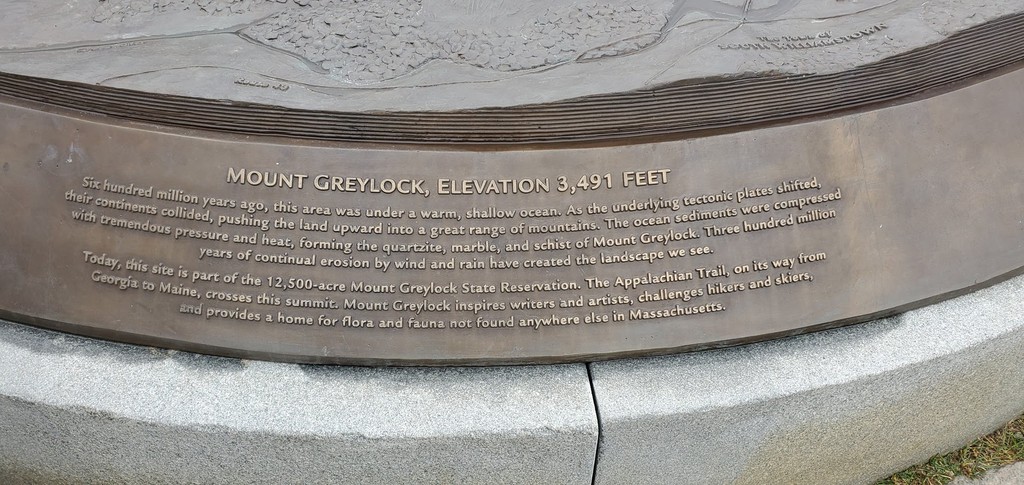 The Town of
SOUTH WILLIAMSTOWN
MOUNT GREYLOCK, ELEVATION 3,491 FEET
Six hundred million years ago, this area was under a warm, shallow ocean. As the underlying tectonic plates shifted,
their continents collided, pushing the land upward into a great range of mountains. The ocean sediments were compressed
with tremendous pressure and heat, forming the quartzite, marble, and schist of Mount Greylock. Three hundred million
years of continual erosion by wind and rain have created the landscape we see.
Today, this site is part of the 12,500-acre Mount Greylock State Reservation. The Appalachian Trail, on its way from
Georgia to Maine, crosses this summit. Mount Greylock inspires writers and artists, challenges hikers and skiers,
and provides a home for flora and fauna not found anywhere else in Massachusetts.